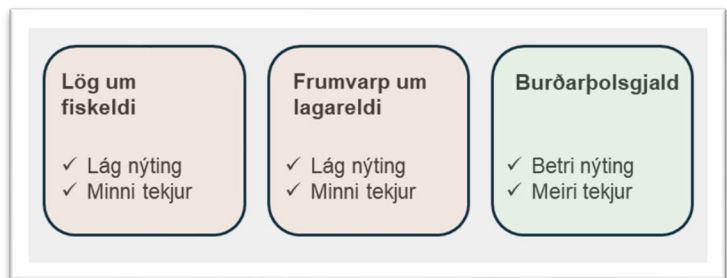 Lög um
fiskeldi
✓ Lág nýting
✓ Minni tekjur
Frumvarp um
lagareldi
✓ Lág nýting
✓ Minni tekjur
Burðarþolsgjald
✓ Betri nýting
✓ Meiri tekjur